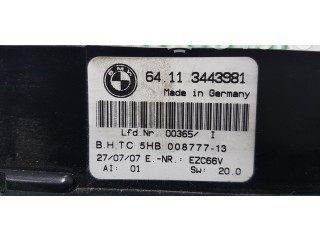 BMW
64.11 3443981
Made in Germany
Lfd.Nr. 00365/ I
B.H.TC 5HB 008777-13
27/07/07 E.-NR.: EZC66V
AI: 01 SW: 20.0